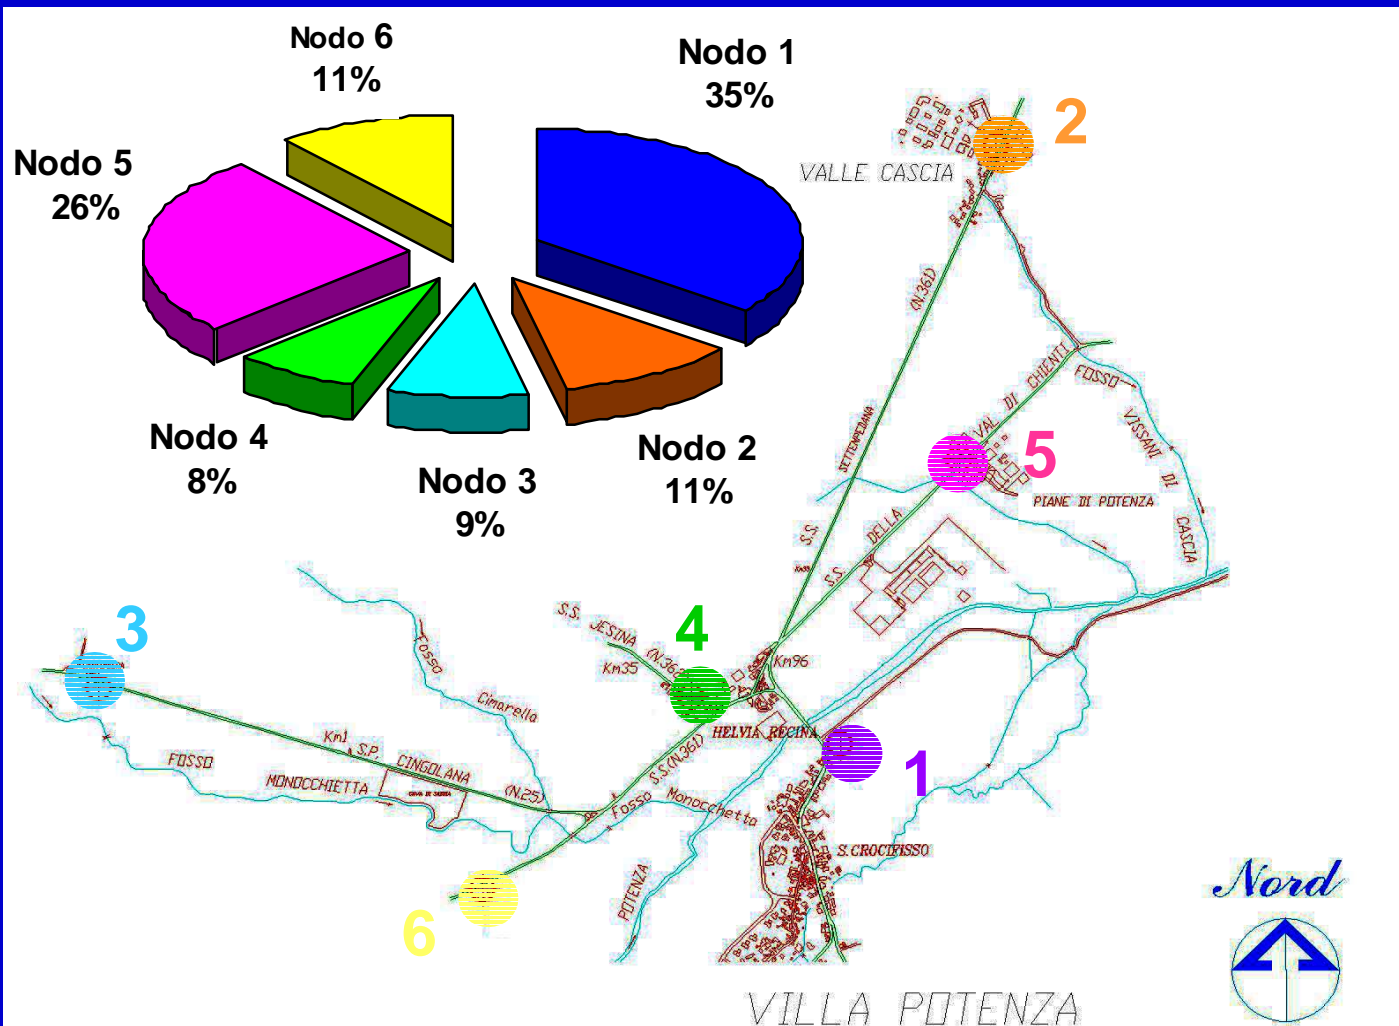 Nodo 6
11%
Nodo 1
35%
Nodo 5
26%
Nodo 4
8%
Nodo 3
9%
Nodo 2
11%
2
VALLE CASCIA
(N.361)
SETTEMPEDANA
S.S.
VAL DI CHIENTI
DELLA
S.S.
FOSSO
VISSANI DI
CASCIA
5
PIANE DI POTENZA
3
S.S. JESINA
(N.362
Km35
4
Km96
Fosso
Cimarella
HELVIA RECINA
1
Km1
S.P. CINGOLANA
(N.25)
FOSSO
MONOCCHIETTA
S.S.(N.361)
Fosso Monocchetta
S.CROCIFISSO
POTENZA
6
Nord
VILLA POTENZA